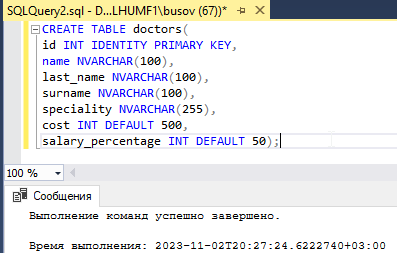 SQLQuery2.sql - D...LHUMF1\busov (67))*
CREATE TABLE doctors(
id INT IDENTITY PRIMARY KEY,
name NVARCHAR(100),
last_name NVARCHAR(100),
surname NVARCHAR(100),
speciality NVARCHAR(255),
cost INT DEFAULT 500,
salary_percentage INT DEFAULT 50);
100 %
Сообщения
Выполнение команд успешно завершено.
Время выполнения: 2023-11-02T20:27:24.6222740+03:00